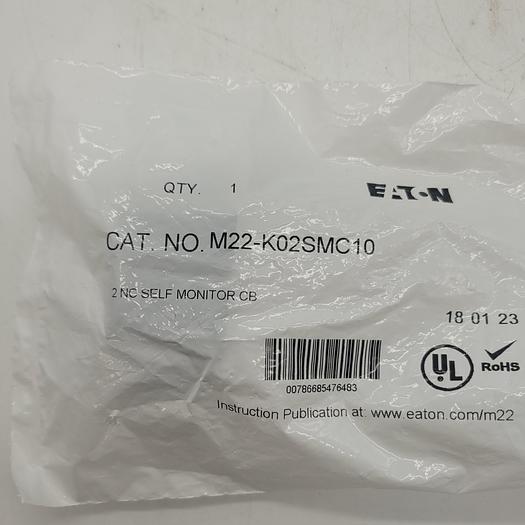 QTY. 1
EATON
CAT. NO. M22-K02SMC10
2 NC SELF MONITOR CB
18 01 23
UL
RoHS
00786685476483
Instruction Publication at: www.eaton.com/m22